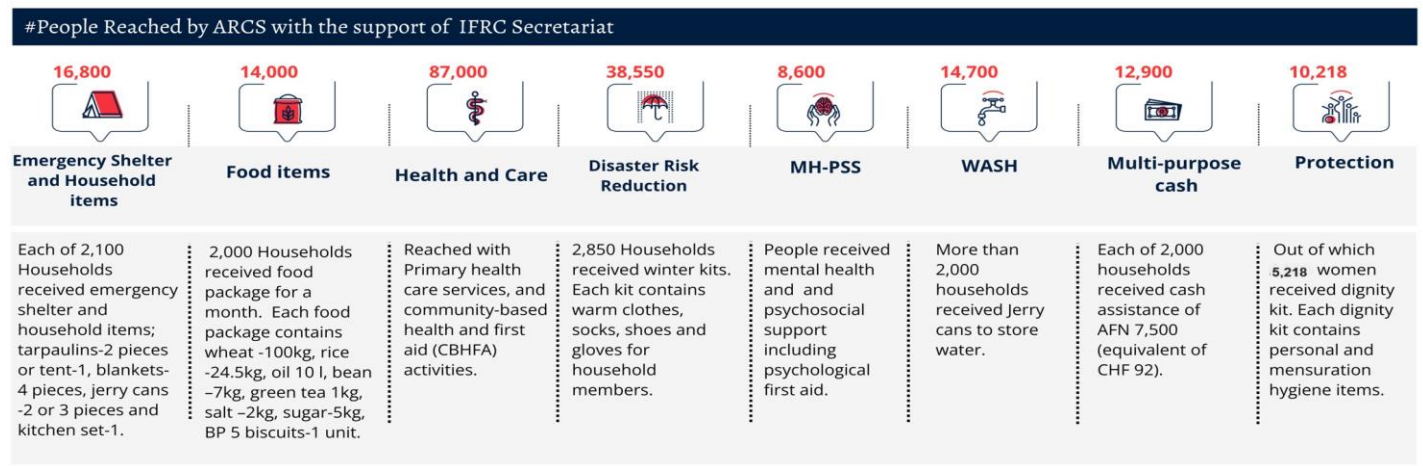 #People Reached by ARCS with the support of IFRC Secretariat
16,800
Emergency Shelter
and Household
items
Each of 2,100
Households
received emergency
shelter and
household items;
tarpaulins-2 pieces
or tent-1, blankets-
4 pieces, jerry cans
-2 or 3 pieces and
kitchen set-1.
14,000
Food items
2,000 Households
received food
package for a
month. Each food
package contains
wheat -100kg, rice
-24.5kg, oil 10 l, bean
–7kg, green tea 1kg,
salt –2kg, sugar-5kg,
BP 5 biscuits-1 unit.
87,000
Health and Care
Reached with
Primary health
care services, and
community-based
health and first
aid (CBHFA)
activities.
38,550
Disaster Risk
Reduction
2,850 Households
received winter kits.
Each kit contains
warm clothes,
socks, shoes and
gloves for
household
members.
8,600
MH-PSS
People received
mental health
and and
psychosocial
support
including
psychological
first aid.
14,700
WASH
More than
2,000
households
received Jerry
cans to store
water.
12,900
Multi-purpose
cash
Each of 2,000
households
received cash
assistance of
AFN 7,500
(equivalent of
CHF 92).
10,218
Protection
Out of which
5,218 women
received dignity
kit. Each dignity
kit contains
personal and
mensuration
hygiene items.